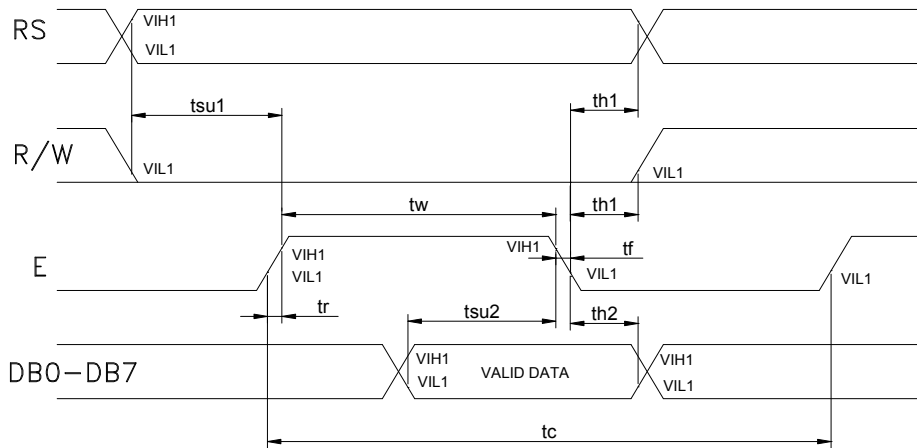 RS VIH1
VIL1
tsu1 th1
R/W VIL1 VIL1
tw th1
E VIH1 VIH1 tf
VIL1 VIL1 VIL1
tr tsu2 th2
DB0-DB7 VIH1 VALID DATA VIH1
VIL1 VIL1
tc